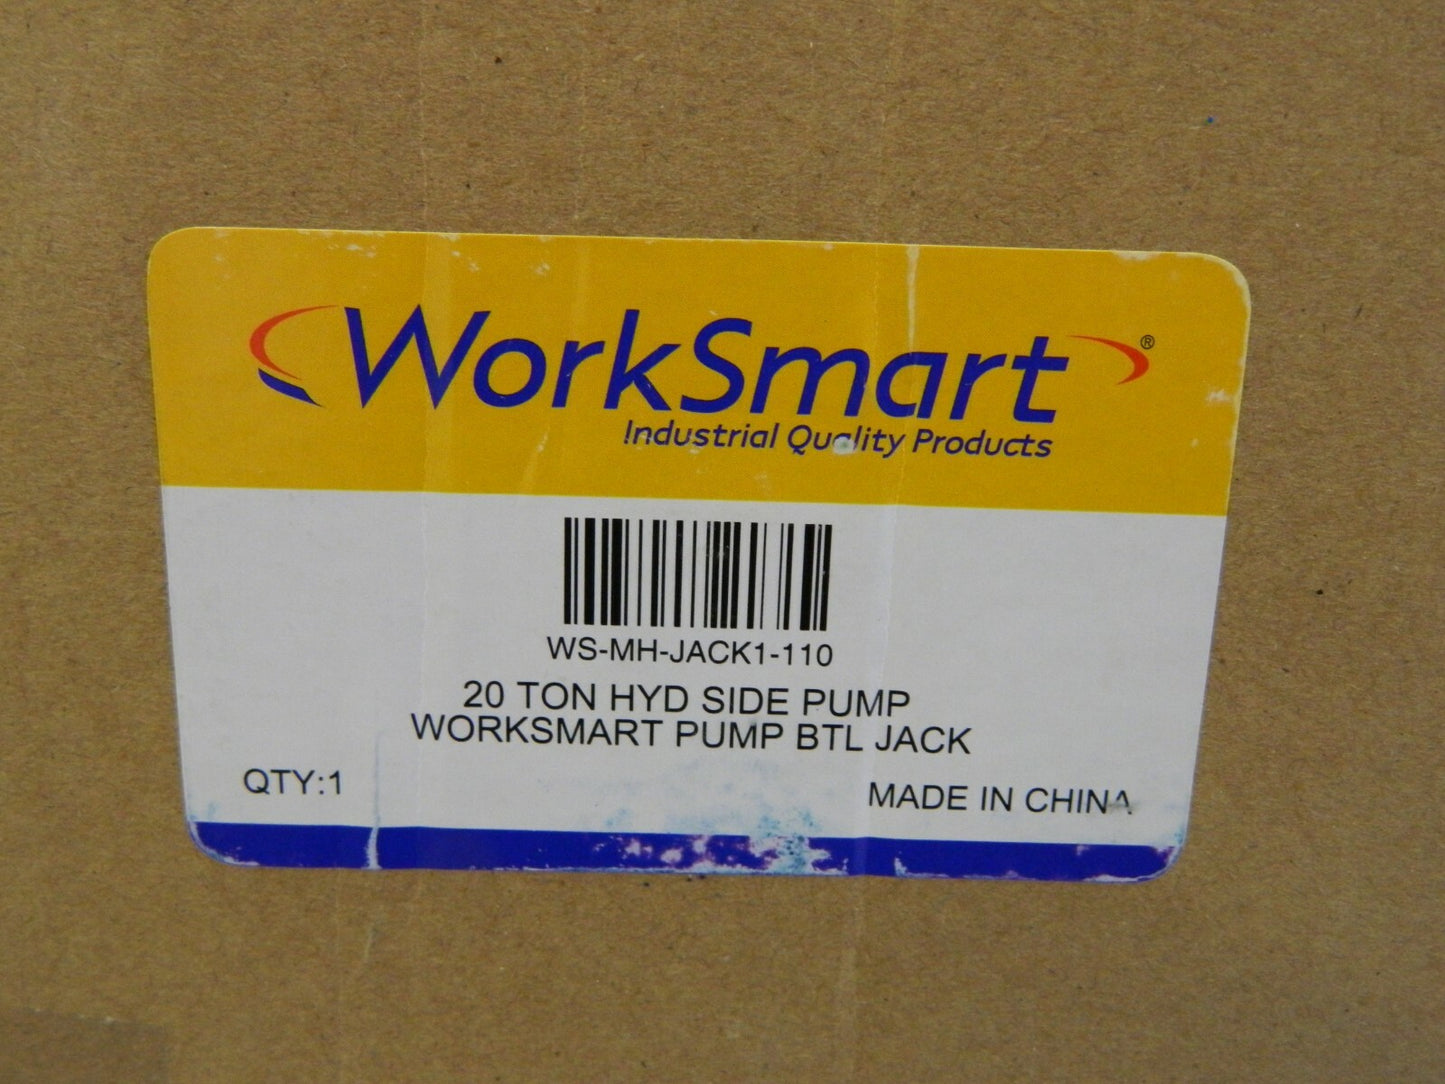 WorkSmart®
Industrial Quality Products
WS-MH-JACK1-110
20 TON HYD SIDE PUMP
WORKSMART PUMP BTL JACK
QTY:1
MADE IN CHINA